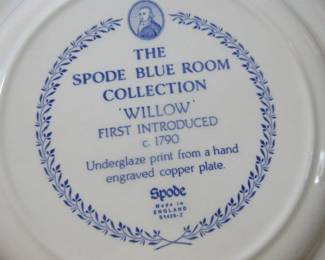 THE
SPODE BLUE ROOM
COLLECTION
'WILLOW'
FIRST INTRODUCED
c. 1790
Underglaze print from a hand
engraved copper plate.
Spode
MADE IN
ENGLAND